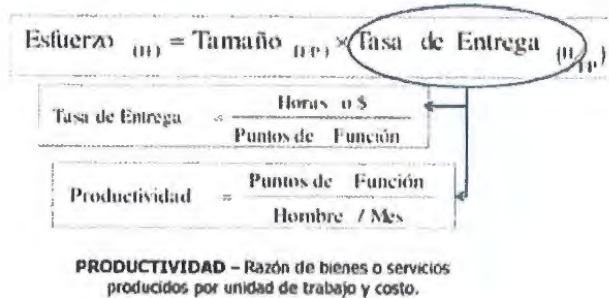 Esfuerzo (H) = Tamaño (FP) × Tasa de Entrega (H/FP)
Tasa de Entrega = Horas o $
Puntos de Función
Productividad = Puntos de Función
Hombre / Mes
PRODUCTIVIDAD – Razón de bienes o servicios
producidos por unidad de trabajo y costo.